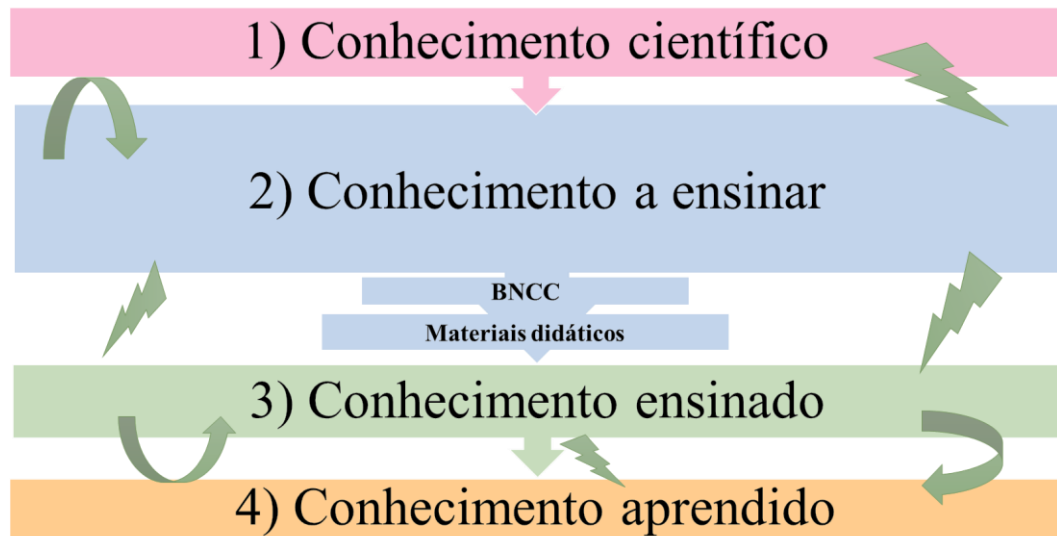 1) Conhecimento científico
2) Conhecimento a ensinar
BNCC
Materiais didáticos
3) Conhecimento ensinado
4) Conhecimento aprendido